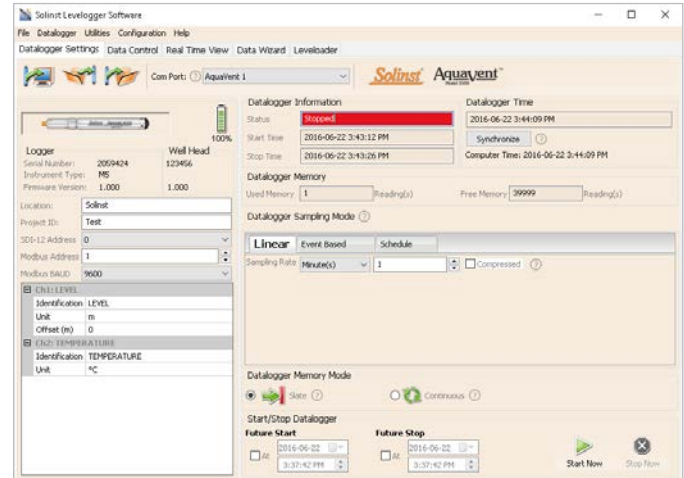 Solinst Levelogger Software
File Datalogger Utilities Configuration Help
Datalogger Settings Data Control Real Time View Data Wizard Leveloader
Com Port: AquaVent 1
Solinst Aquavent
100%
Logger Well Head
Serial Number: 2059424 123456
Instrument Type: M5
Firmware Version: 1.000 1.000
Location: Solinst
Project ID: Test
SDI-12 Address 0
Modbus Address 1
Modbus BAUD 9600
Ch1: LEVEL
Identification LEVEL
Unit m
Offset (m) 0
Ch2: TEMPERATURE
Identification TEMPERATURE
Unit °C
Datalogger Information
Status Stopped
Start Time 2016-06-22 3:43:12 PM
Stop Time 2016-06-22 3:43:26 PM
Datalogger Time
2016-06-22 3:44:09 PM
Synchronize
Computer Time: 2016-06-22 3:44:09 PM
Datalogger Memory
Used Memory 1 Reading(s) Free Memory 39999 Reading(s)
Datalogger Sampling Mode
Linear Event Based Schedule
Sampling Rate Minute(s) 1 Compressed
Datalogger Memory Mode
Slate Continuous
Start/Stop Datalogger
Future Start Future Stop
At 2016-06-22 At 2016-06-22
3:37:42 PM 3:37:42 PM
Start Now Stop Now